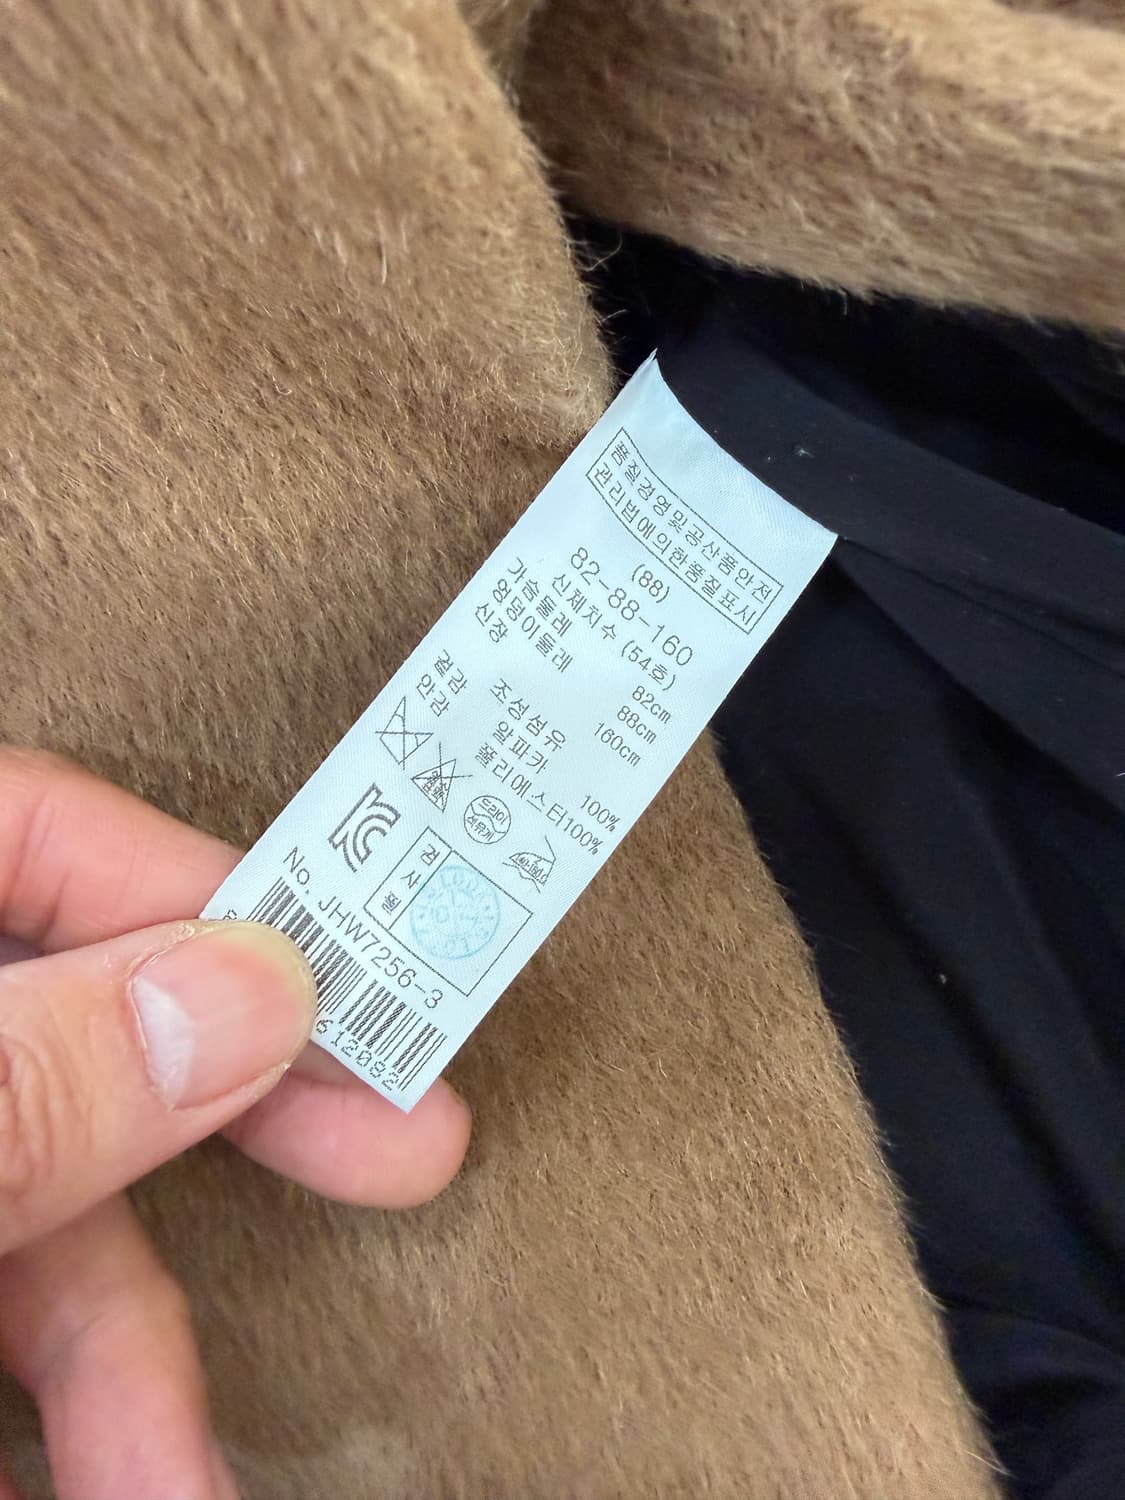 품질경영및공산품안전
관리법에의한품질표시
(88)
82-88-160
신체치수 (54호)
가슴둘레 82cm
엉덩이둘레 88cm
신장 160cm
조성섬유
겉감 알파카 100%
안감 폴리에스터100%
드라이
석유계
검사품
No. JHW7256-3
8 612082